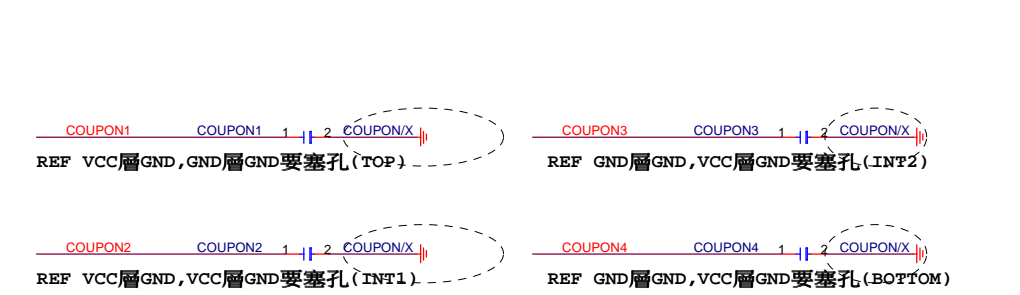 COUPON1 COUPON1 1 2 COUPON/X
REF VCC層GND,GND層GND要塞孔(TOP)
COUPON3 COUPON3 1 2 COUPON/X
REF GND層GND,VCC層GND要塞孔(INT2)
COUPON2 COUPON2 1 2 COUPON/X
REF VCC層GND,VCC層GND要塞孔(INT1)
COUPON4 COUPON4 1 2 COUPON/X
REF GND層GND,VCC層GND要塞孔(BOTTOM)